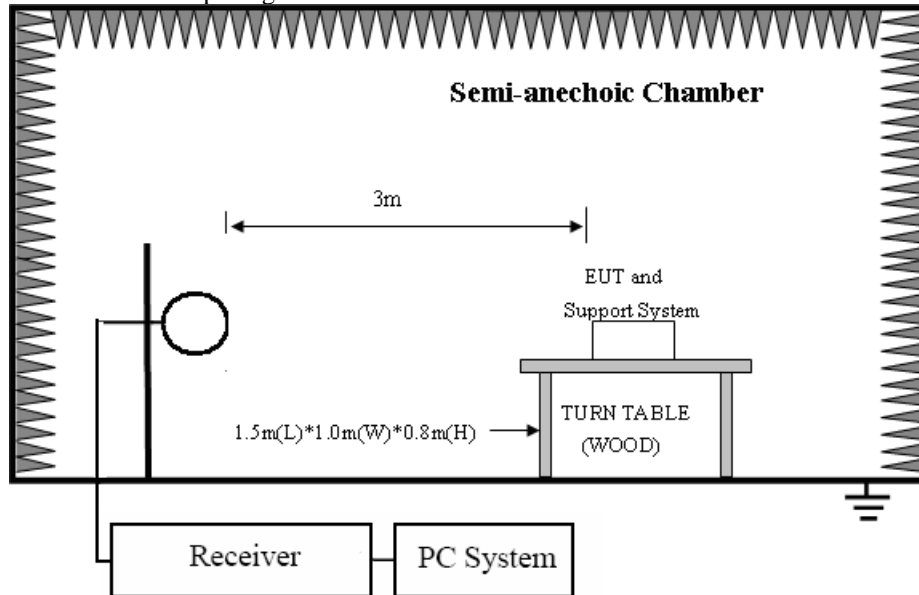 Semi-anechoic Chamber
3m
EUT and
Support System
1.5m(L)*1.0m(W)*0.8m(H)
TURN TABLE
(WOOD)
Receiver
PC System